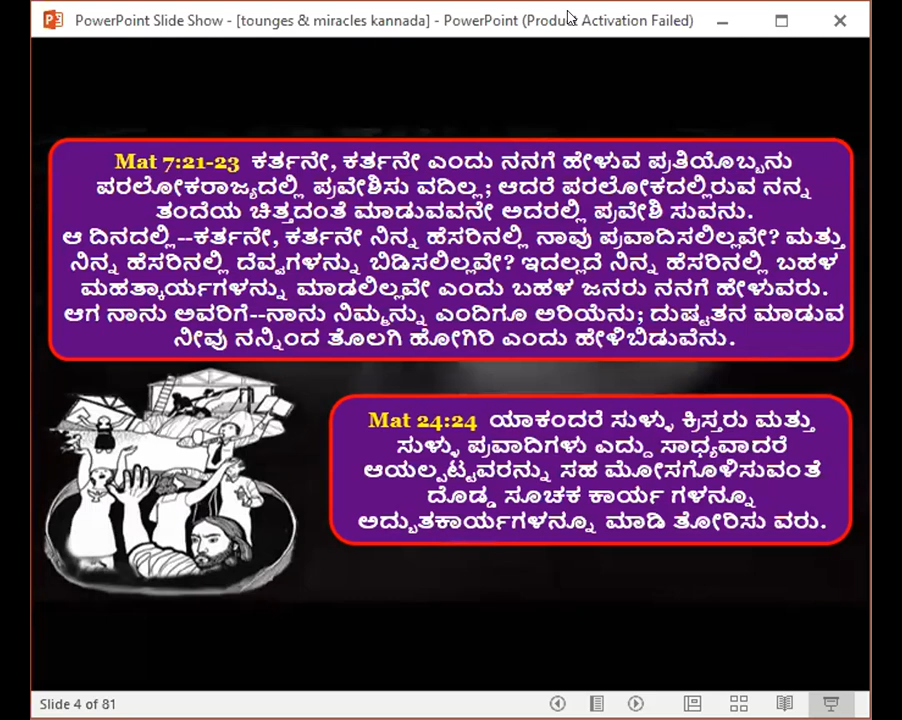 PowerPoint Slide Show - [tounges & miracles kannada] - PowerPoint (Product Activation Failed)
Mat 7:21-23 ಕರ್ತನೇ, ಕರ್ತನೇ ಎಂದು ನನಗೆ ಹೇಳುವ ಪ್ರತಿಯೊಬ್ಬನು
ಪರಲೋಕರಾಜ್ಯದಲ್ಲಿ ಪ್ರವೇಶಿಸು ವದಿಲ್ಲ; ಆದರೆ ಪರಲೋಕದಲ್ಲಿರುವ ನನ್ನ
ತಂದೆಯ ಚಿತ್ತದಂತೆ ಮಾಡುವವನೇ ಅದರಲ್ಲಿ ಪ್ರವೇಶಿ ಸುವನು.
ಆ ದಿನದಲ್ಲಿ--ಕರ್ತನೇ, ಕರ್ತನೇ ನಿನ್ನ ಹೆಸರಿನಲ್ಲಿ ನಾವು ಪ್ರವಾದಿಸಲಿಲ್ಲವೇ? ಮತ್ತು
ನಿನ್ನ ಹೆಸರಿನಲ್ಲಿ ದೆವ್ವಗಳನ್ನು ಬಿಡಿಸಲಿಲ್ಲವೇ? ಇದಲ್ಲದೆ ನಿನ್ನ ಹೆಸರಿನಲ್ಲಿ ಬಹಳ
ಮಹತ್ಕಾರ್ಯಗಳನ್ನು ಮಾಡಲಿಲ್ಲವೇ ಎಂದು ಬಹಳ ಜನರು ನನಗೆ ಹೇಳುವರು.
ಆಗ ನಾನು ಅವರಿಗೆ--ನಾನು ನಿಮ್ಮನ್ನು ಎಂದಿಗೂ ಅರಿಯೆನು; ದುಷ್ಟತನ ಮಾಡುವ
ನೀವು ನನ್ನಿಂದ ತೊಲಗಿ ಹೋಗಿರಿ ಎಂದು ಹೇಳಿಬಿಡುವೆನು.
Mat 24:24 ಯಾಕಂದರೆ ಸುಳ್ಳು ಕ್ರಿಸ್ತರು ಮತ್ತು
ಸುಳ್ಳು ಪ್ರವಾದಿಗಳು ಎದ್ದು ಸಾಧ್ಯವಾದರೆ
ಆಯಲ್ಪಟ್ಟವರನ್ನು ಸಹ ಮೋಸಗೊಳಿಸುವಂತೆ
ದೊಡ್ಡ ಸೂಚಕ ಕಾರ್ಯ ಗಳನ್ನೂ
ಅದ್ಭುತಕಾರ್ಯಗಳನ್ನೂ ಮಾಡಿ ತೋರಿಸು ವರು.
Slide 4 of 81